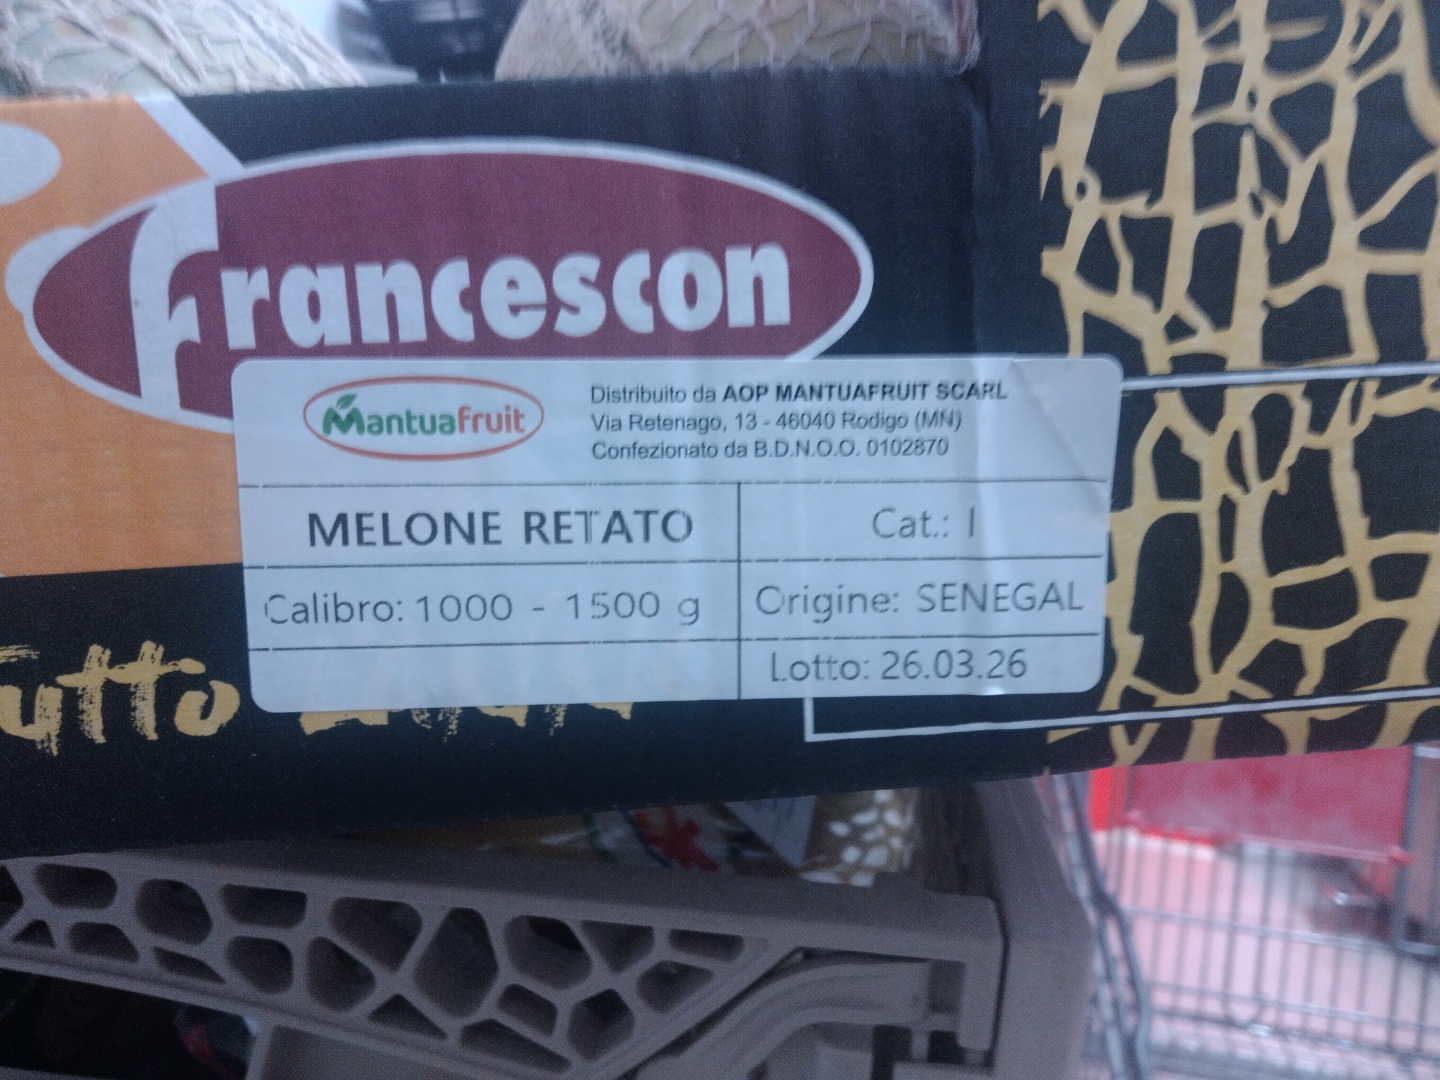 francescon
MantuaFruit
Distribuito da AOP MANTUAFRUIT SCARL
Via Retenago, 13 - 46040 Rodigo (MN)
Confezionato da B.D.N.O.O. 0102870
MELONE RETATO
Cat.: I
Calibro: 1000 - 1500 g
Origine: SENEGAL
Lotto: 26.03.26